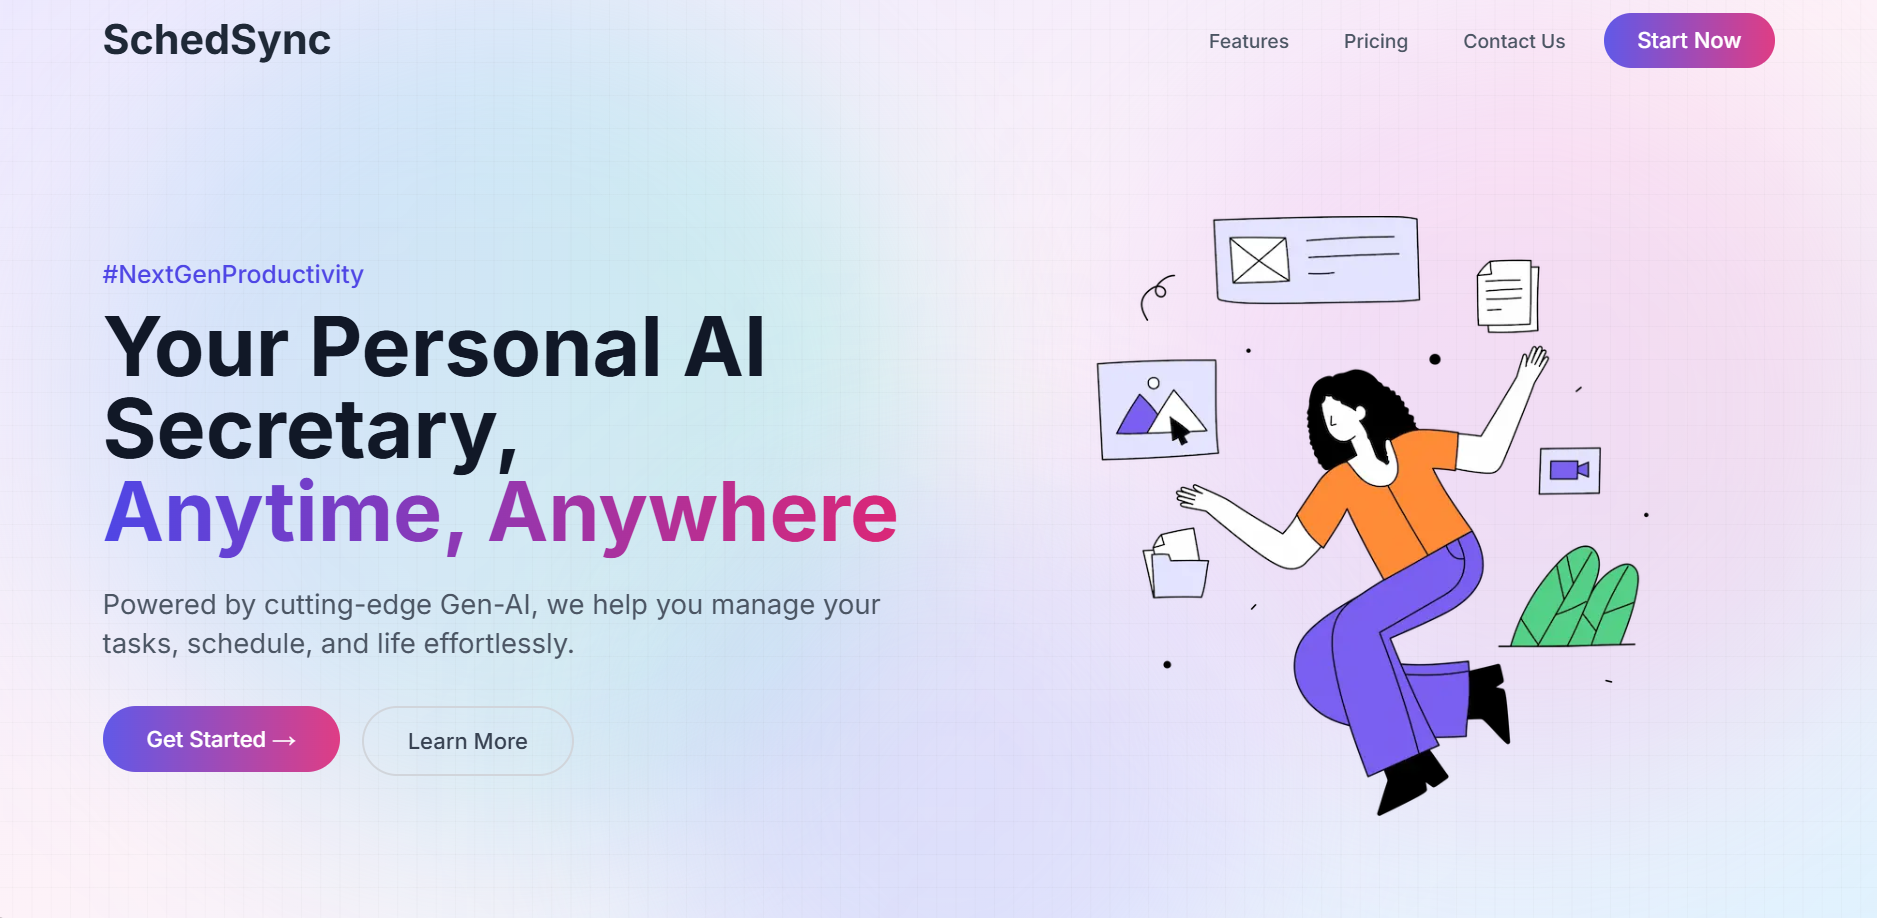 SchedSync
Features
Pricing
Contact Us
Start Now
#NextGenProductivity
Your Personal AI
Secretary,
Anytime, Anywhere
Powered by cutting-edge Gen-AI, we help you manage your
tasks, schedule, and life effortlessly.
Get Started →
Learn More